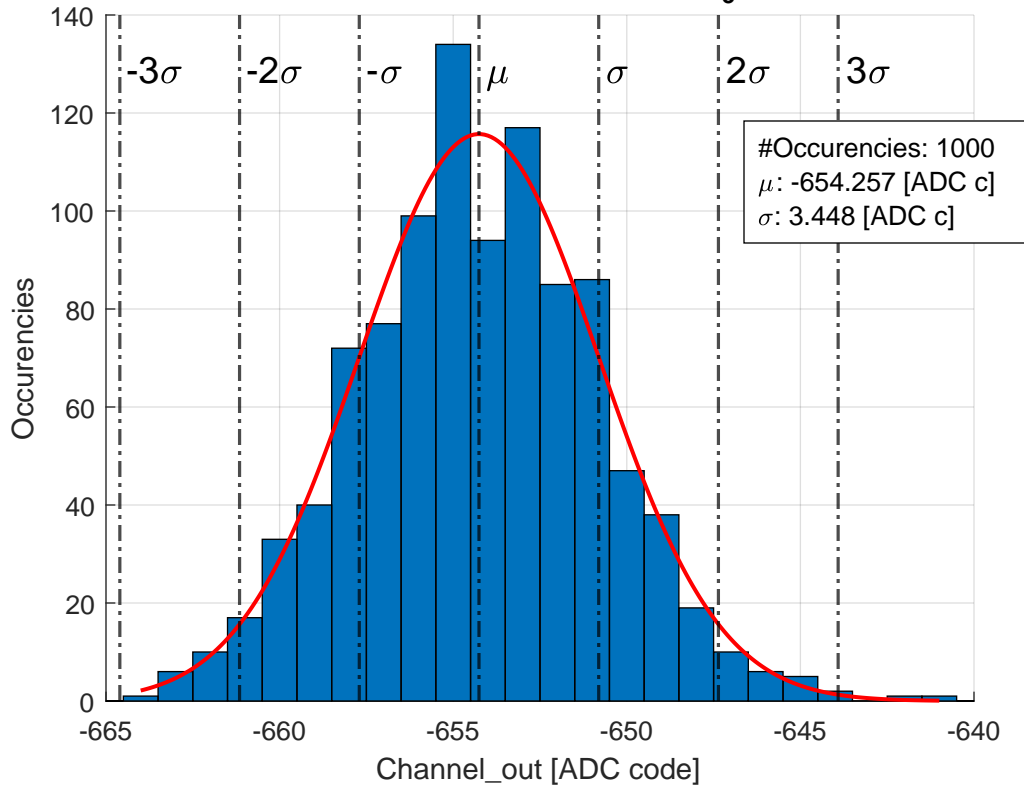 140
120
100
80
60
40
20
0
-3σ
-2σ
-σ
μ
σ
2σ
3σ
#Occurencies: 1000
μ: -654.257 [ADC c]
σ: 3.448 [ADC c]
Occurencies
-665
-660
-655
-650
-645
-640
Channel_out [ADC code]